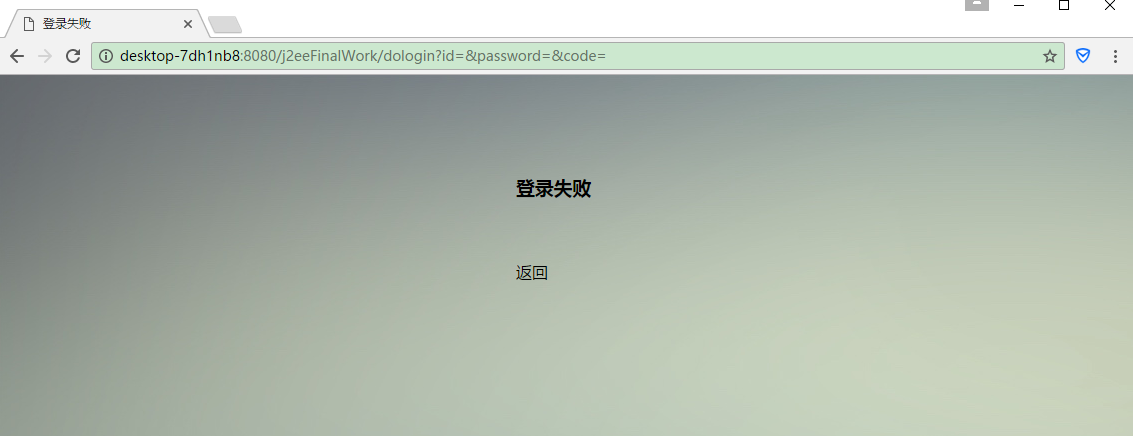 登录失败
desktop-7dh1nb8:8080/j2eeFinalWork/dologin?id=&password=&code=
登录失败
返回